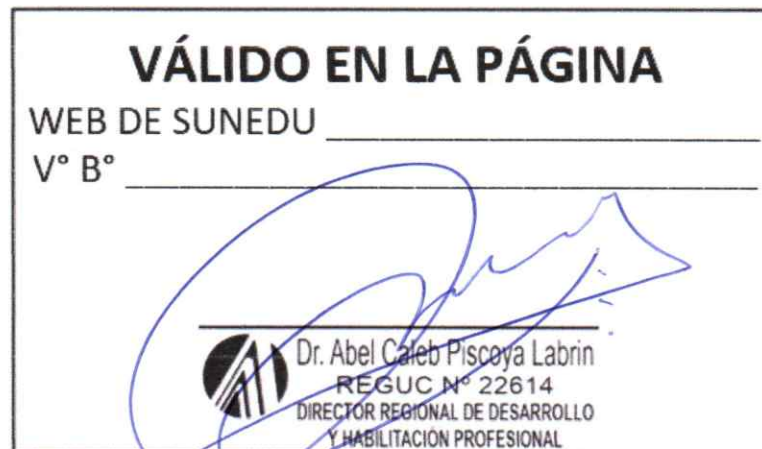 VÁLIDO EN LA PÁGINA
WEB DE SUNEDU
V° B°
Dr. Abel Caleb Piscoya Labrin
REGUC N° 22614
DIRECTOR REGIONAL DE DESARROLLO
Y HABILITACIÓN PROFESIONAL